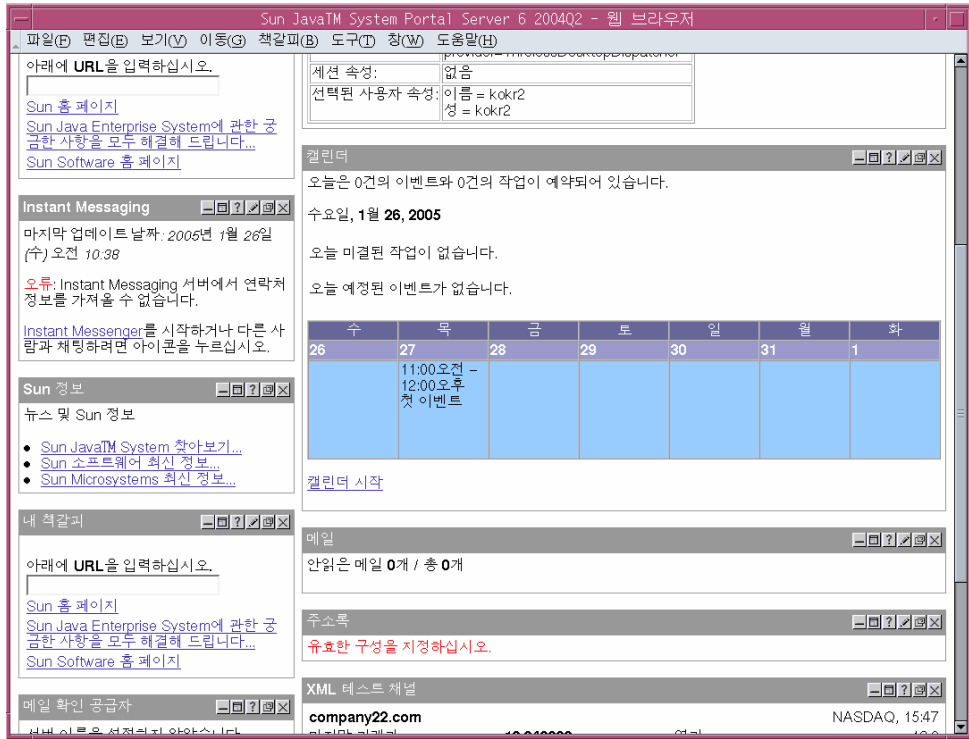 Sun JavaTM System Portal Server 6 2004Q2 - 웹 브라우저
파일(F) 편집(E) 보기(V) 이동(G) 책갈피(B) 도구(T) 창(W) 도움말(H)
아래에 URL을 입력하십시오.
Sun 홈 페이지
Sun Java Enterprise System에 관한 궁
금한 사항을 모두 해결해 드립니다...
Sun Software 홈 페이지
Instant Messaging
마지막 업데이트 날짜: 2005년 1월 26일
(수) 오전 10:38
오류: Instant Messaging 서버에서 연락처
정보를 가져올 수 없습니다.
Instant Messenger를 시작하거나 다른 사
람과 채팅하려면 아이콘을 누르십시오.
Sun 정보
뉴스 및 Sun 정보
Sun JavaTM System 찾아보기...
Sun 소프트웨어 최신 정보...
Sun Microsystems 최신 정보...
내 책갈피
아래에 URL을 입력하십시오.
Sun 홈 페이지
Sun Java Enterprise System에 관한 궁
금한 사항을 모두 해결해 드립니다...
Sun Software 홈 페이지
메일 확인 공급자
세션 속성: 없음
선택된 사용자 속성: 이름 = kokr2
성 = kokr2
캘린더
오늘은 0건의 이벤트와 0건의 작업이 예약되어 있습니다.
수요일, 1월 26, 2005
오늘 미결된 작업이 없습니다.
오늘 예정된 이벤트가 없습니다.
수 목 금 토 일 월 화
26 27 28 29 30 31 1
11:00오전 -
12:00오후
첫 이벤트
캘린더 시작
메일
안읽은 메일 0개 / 총 0개
주소록
유효한 구성을 지정하십시오.
XML 테스트 채널
company22.com NASDAQ, 15:47